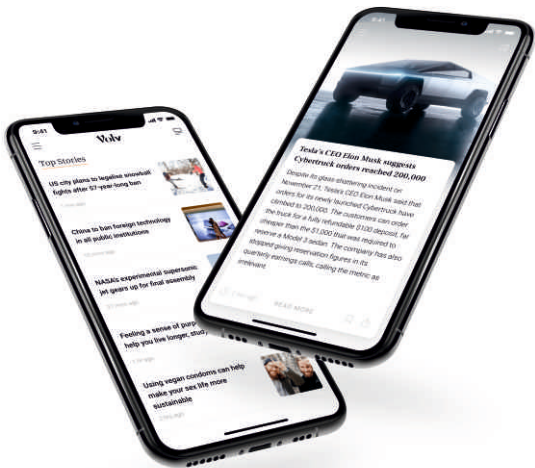 9:41
Volv
Top Stories
US city plans to legalise snowball
fights after 57-year-long ban
China to ban foreign technology
in all public institutions
NASA's experimental supersonic
jet gears up for final assembly
Feeling a sense of
help you live longer, study
Using vegan condoms can help
make your sex life more
sustainable
9:41
Tesla's CEO Elon Musk suggests
Cybertruck orders reached 200,000
Despite its glass-shattering incident on
November 21, Tesla's CEO Elon Musk said that
orders for its newly launched Cybertruck have
climbed to 200,000. The customers can order
the truck for a fully refundable $100 deposit, far
cheaper than the $1,000 that was required to
reserve a Model 3 sedan. The company has also
stopped giving reservation figures in its
quarterly earnings calls, calling the metric as
irrelevant.
READ MORE